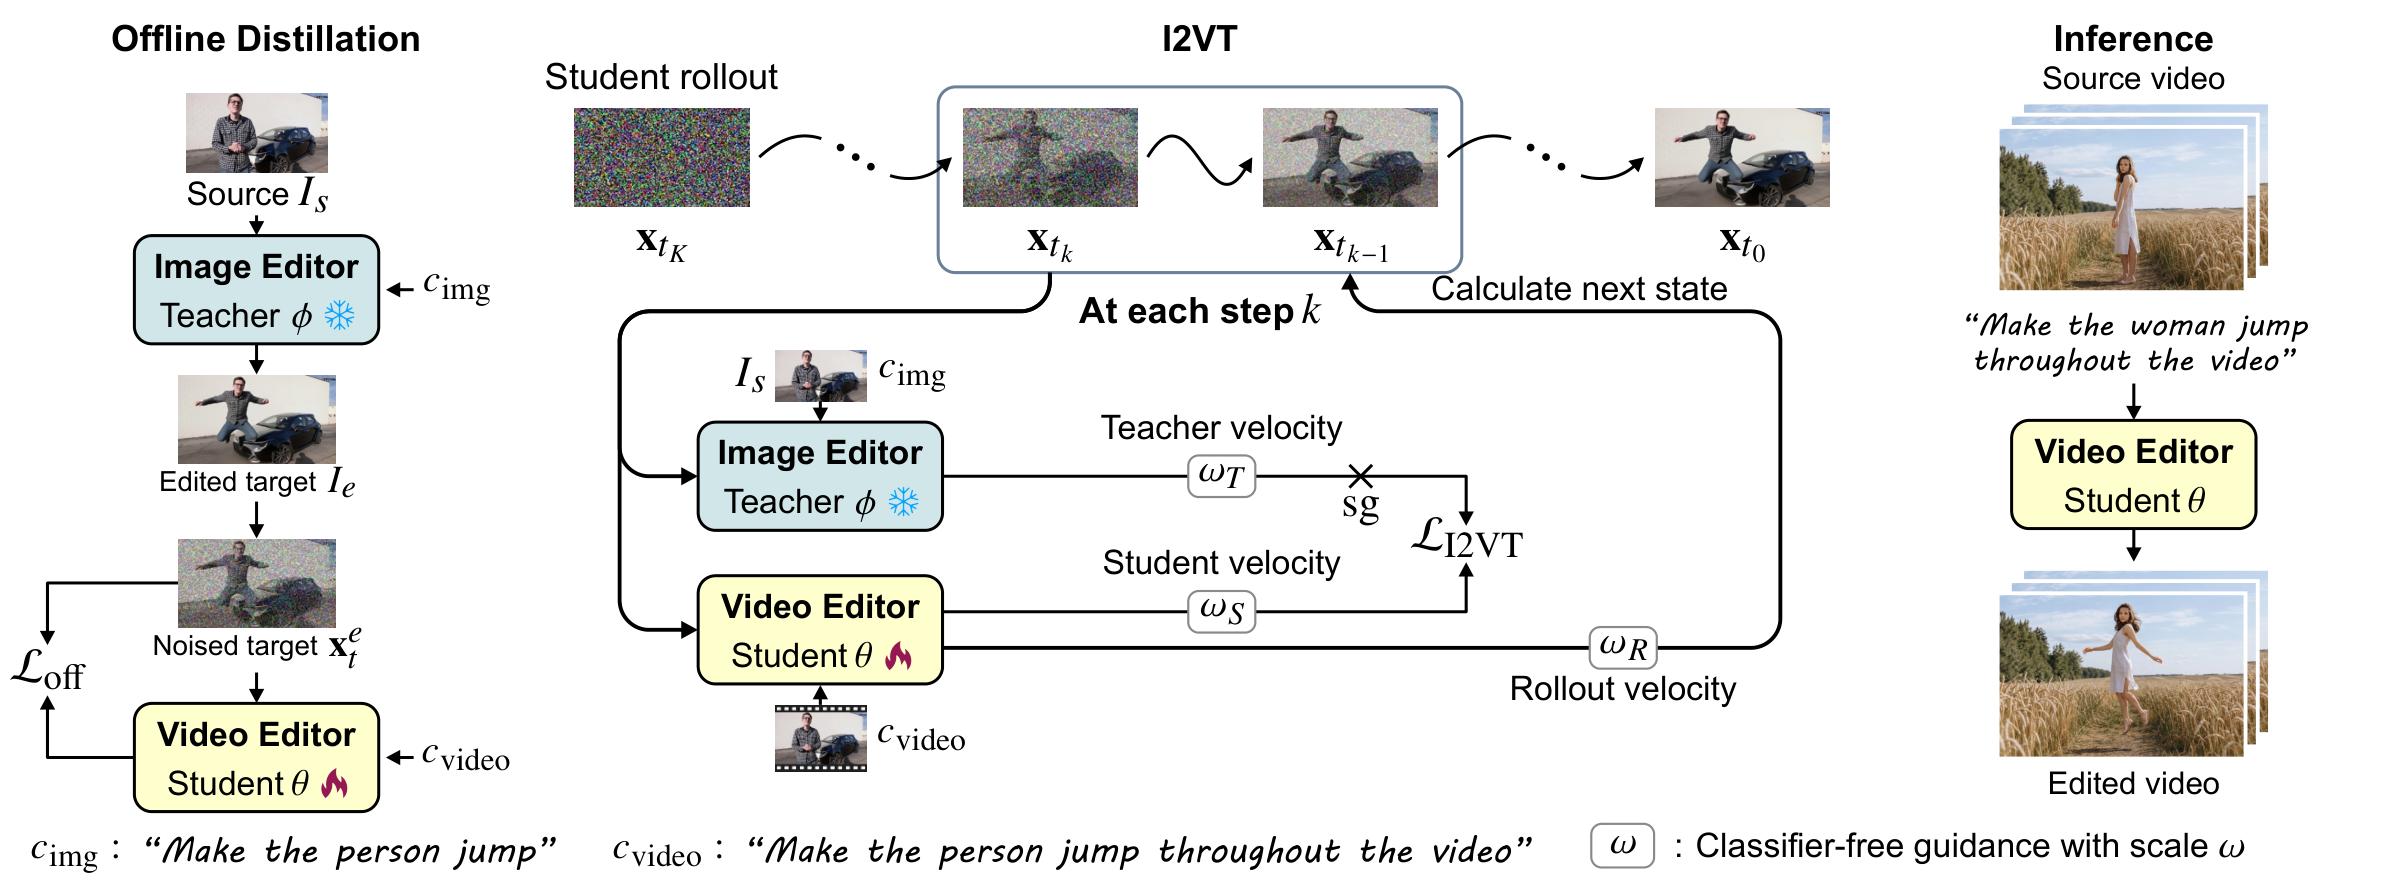 Offline Distillation
Source I_s
Image Editor
Teacher ϕ
c_img
Edited target I_e
Noised target x_t^e
ℒ_off
Video Editor
Student θ
c_video
I2VT
Student rollout
x_{t_K}
x_{t_k}
x_{t_{k−1}}
x_{t_0}
At each step k
Calculate next state
I_s
c_img
Image Editor
Teacher ϕ
Teacher velocity
ω_T
sg
ℒ_I2VT
Student velocity
ω_S
Video Editor
Student θ
ω_R
Rollout velocity
c_video
Inference
Source video
“Make the woman jump
throughout the video”
Video Editor
Student θ
Edited video
c_img : “Make the person jump”
c_video : “Make the person jump throughout the video”
ω : Classifier-free guidance with scale ω